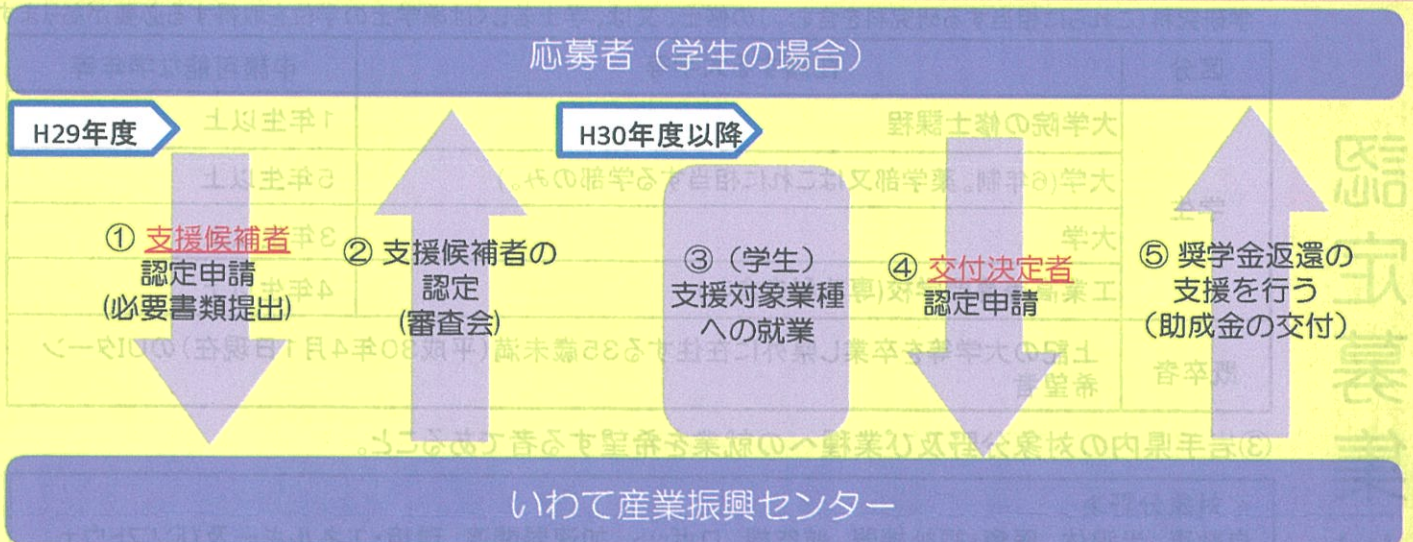 応募者（学生の場合）
H29年度
H30年度以降
① 支援候補者
認定申請
(必要書類提出)
② 支援候補者の
認定
(審査会)
③（学生）
支援対象業種
への就業
④ 交付決定者
認定申請
⑤ 奨学金返還の
支援を行う
（助成金の交付）
いわて産業振興センター